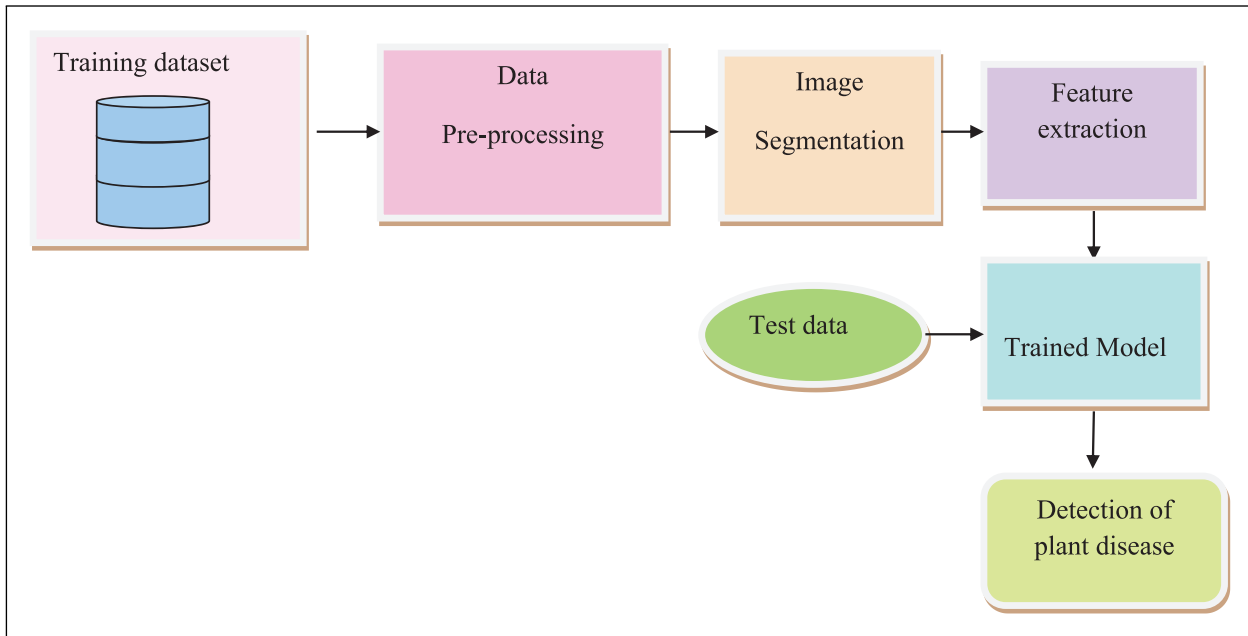 Training dataset
Data
Pre-processing
Image
Segmentation
Feature
extraction
Test data
Trained Model
Detection of
plant disease